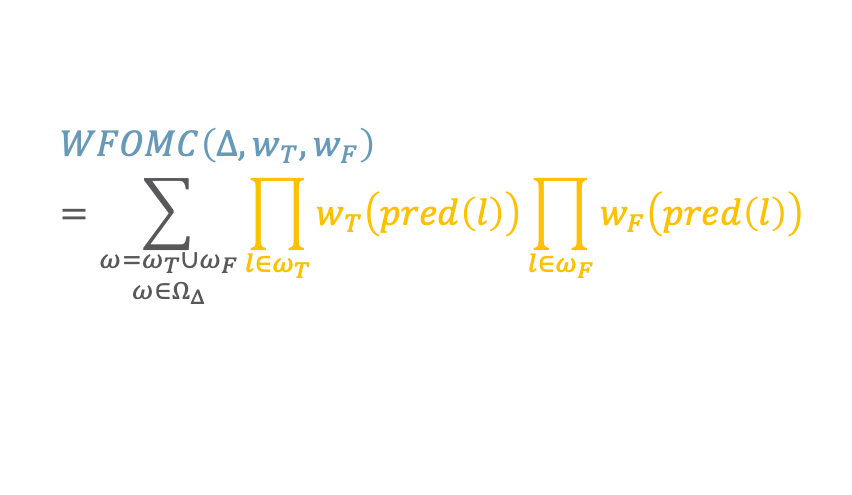 WFOMC(Δ, w_T, w_F)
= ∑ ∏ w_T(pred(l)) ∏ w_F(pred(l))
ω=ω_T∪ω_F l∈ω_T l∈ω_F
ω∈Ω_Δ